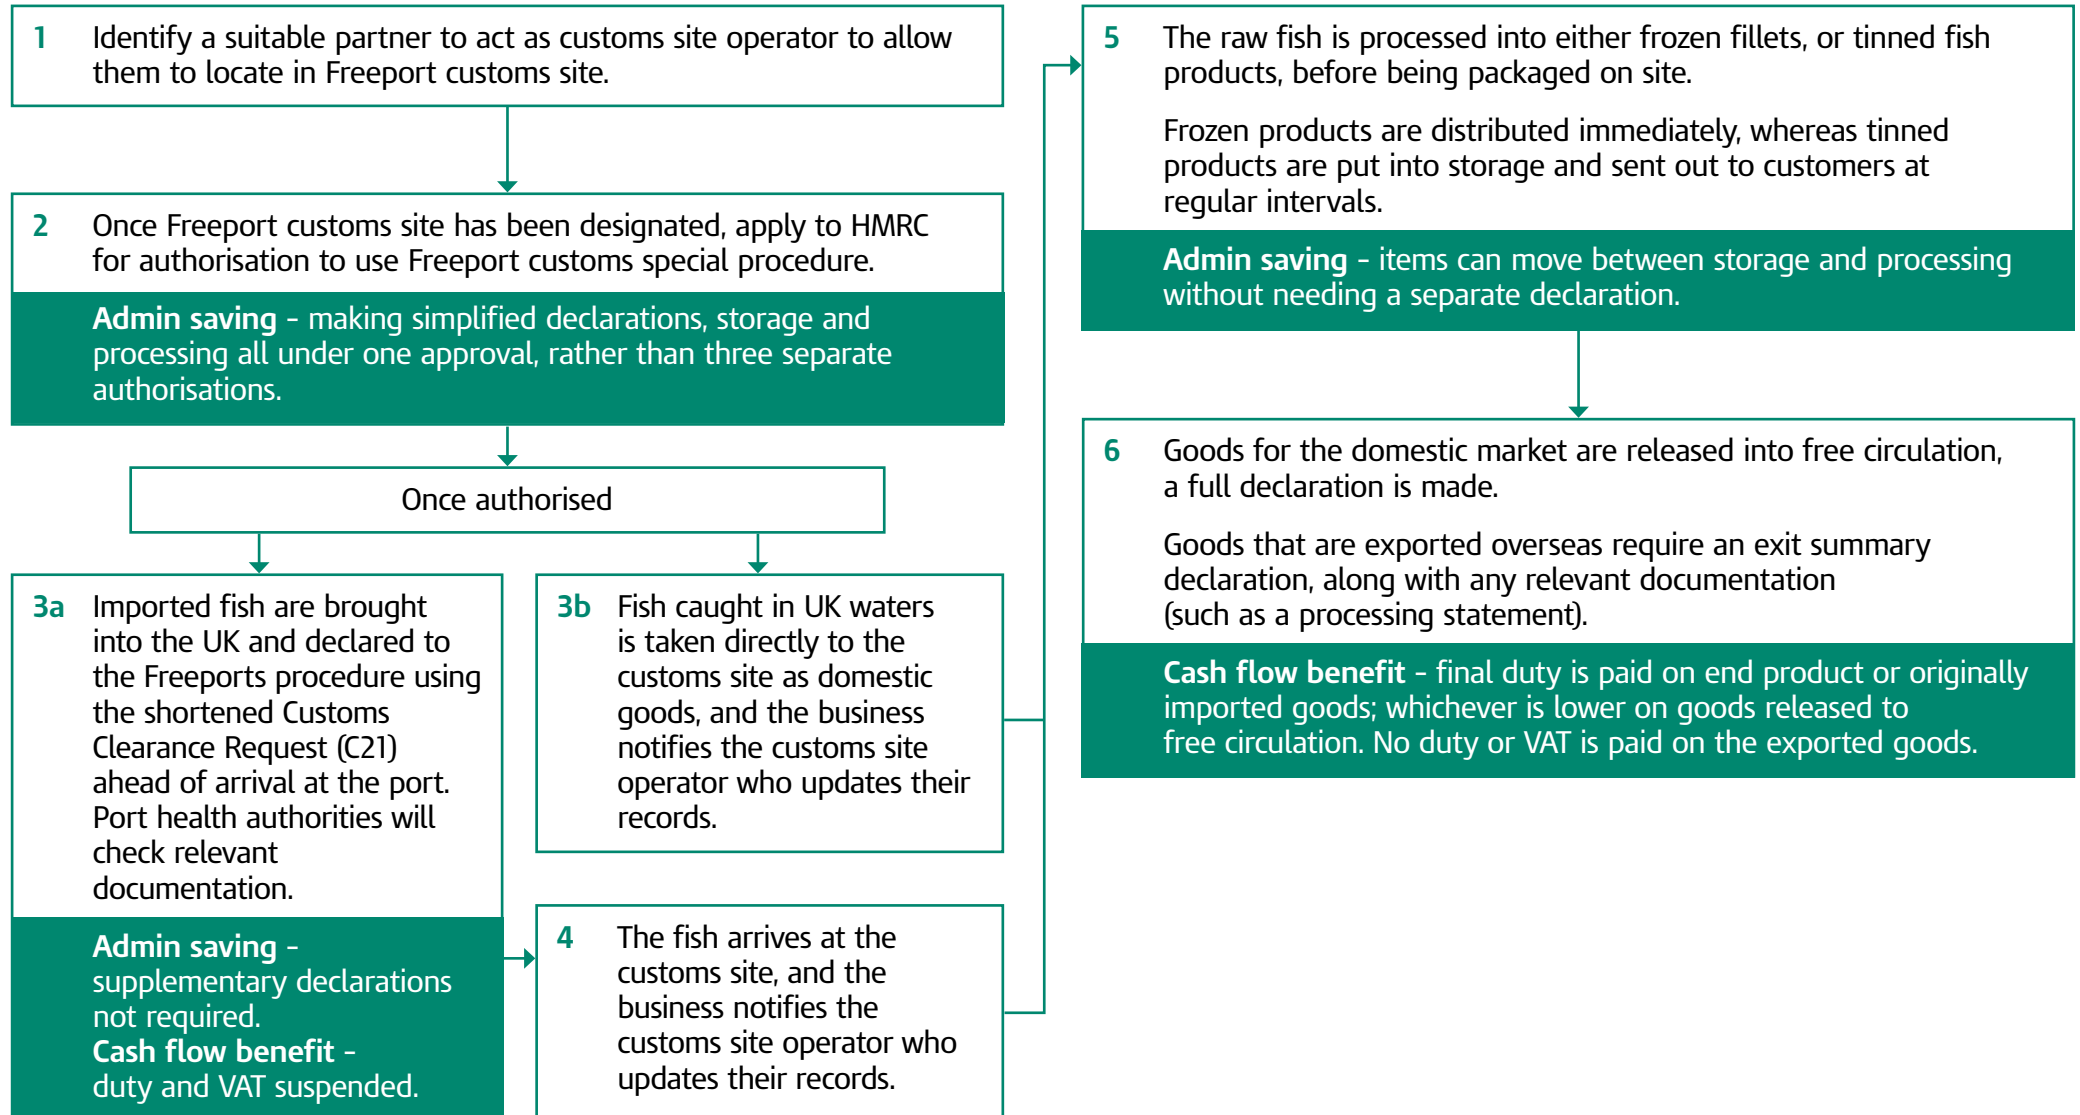 1 Identify a suitable partner to act as customs site operator to allow
them to locate in Freeport customs site.
2 Once Freeport customs site has been designated, apply to HMRC
for authorisation to use Freeport customs special procedure.
Admin saving – making simplified declarations, storage and
processing all under one approval, rather than three separate
authorisations.
Once authorised
3a Imported fish are brought
into the UK and declared to
the Freeports procedure using
the shortened Customs
Clearance Request (C21)
ahead of arrival at the port.
Port health authorities will
check relevant
documentation.
Admin saving –
supplementary declarations
not required.
Cash flow benefit –
duty and VAT suspended.
3b Fish caught in UK waters
is taken directly to the
customs site as domestic
goods, and the business
notifies the customs site
operator who updates their
records.
4 The fish arrives at the
customs site, and the
business notifies the
customs site operator who
updates their records.
5 The raw fish is processed into either frozen fillets, or tinned fish
products, before being packaged on site.
Frozen products are distributed immediately, whereas tinned
products are put into storage and sent out to customers at
regular intervals.
Admin saving – items can move between storage and processing
without needing a separate declaration.
6 Goods for the domestic market are released into free circulation,
a full declaration is made.
Goods that are exported overseas require an exit summary
declaration, along with any relevant documentation
(such as a processing statement).
Cash flow benefit – final duty is paid on end product or originally
imported goods; whichever is lower on goods released to
free circulation. No duty or VAT is paid on the exported goods.